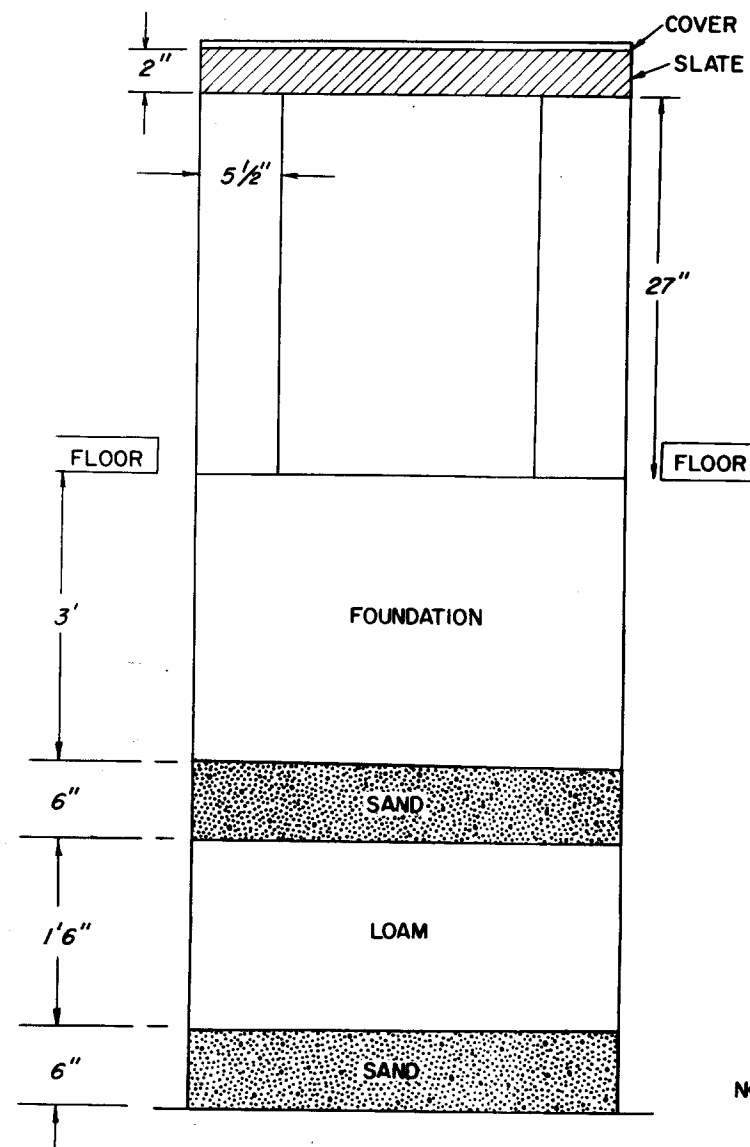 COVER
2"
SLATE
5½"
27"
FLOOR
FLOOR
3'
FOUNDATION
6"
SAND
1'6"
LOAM
6"
SAND